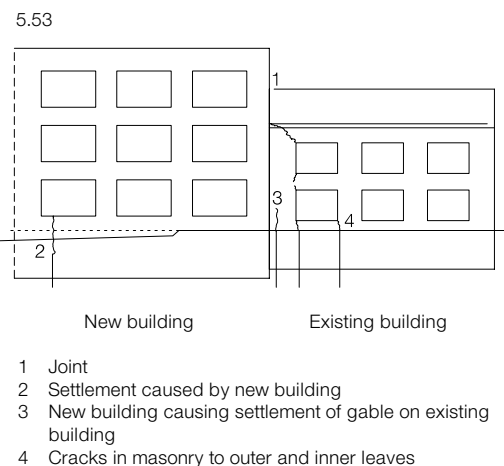 5.53
1
3
4
2
New building Existing building
1 Joint
2 Settlement caused by new building
3 New building causing settlement of gable on existing
building
4 Cracks in masonry to outer and inner leaves